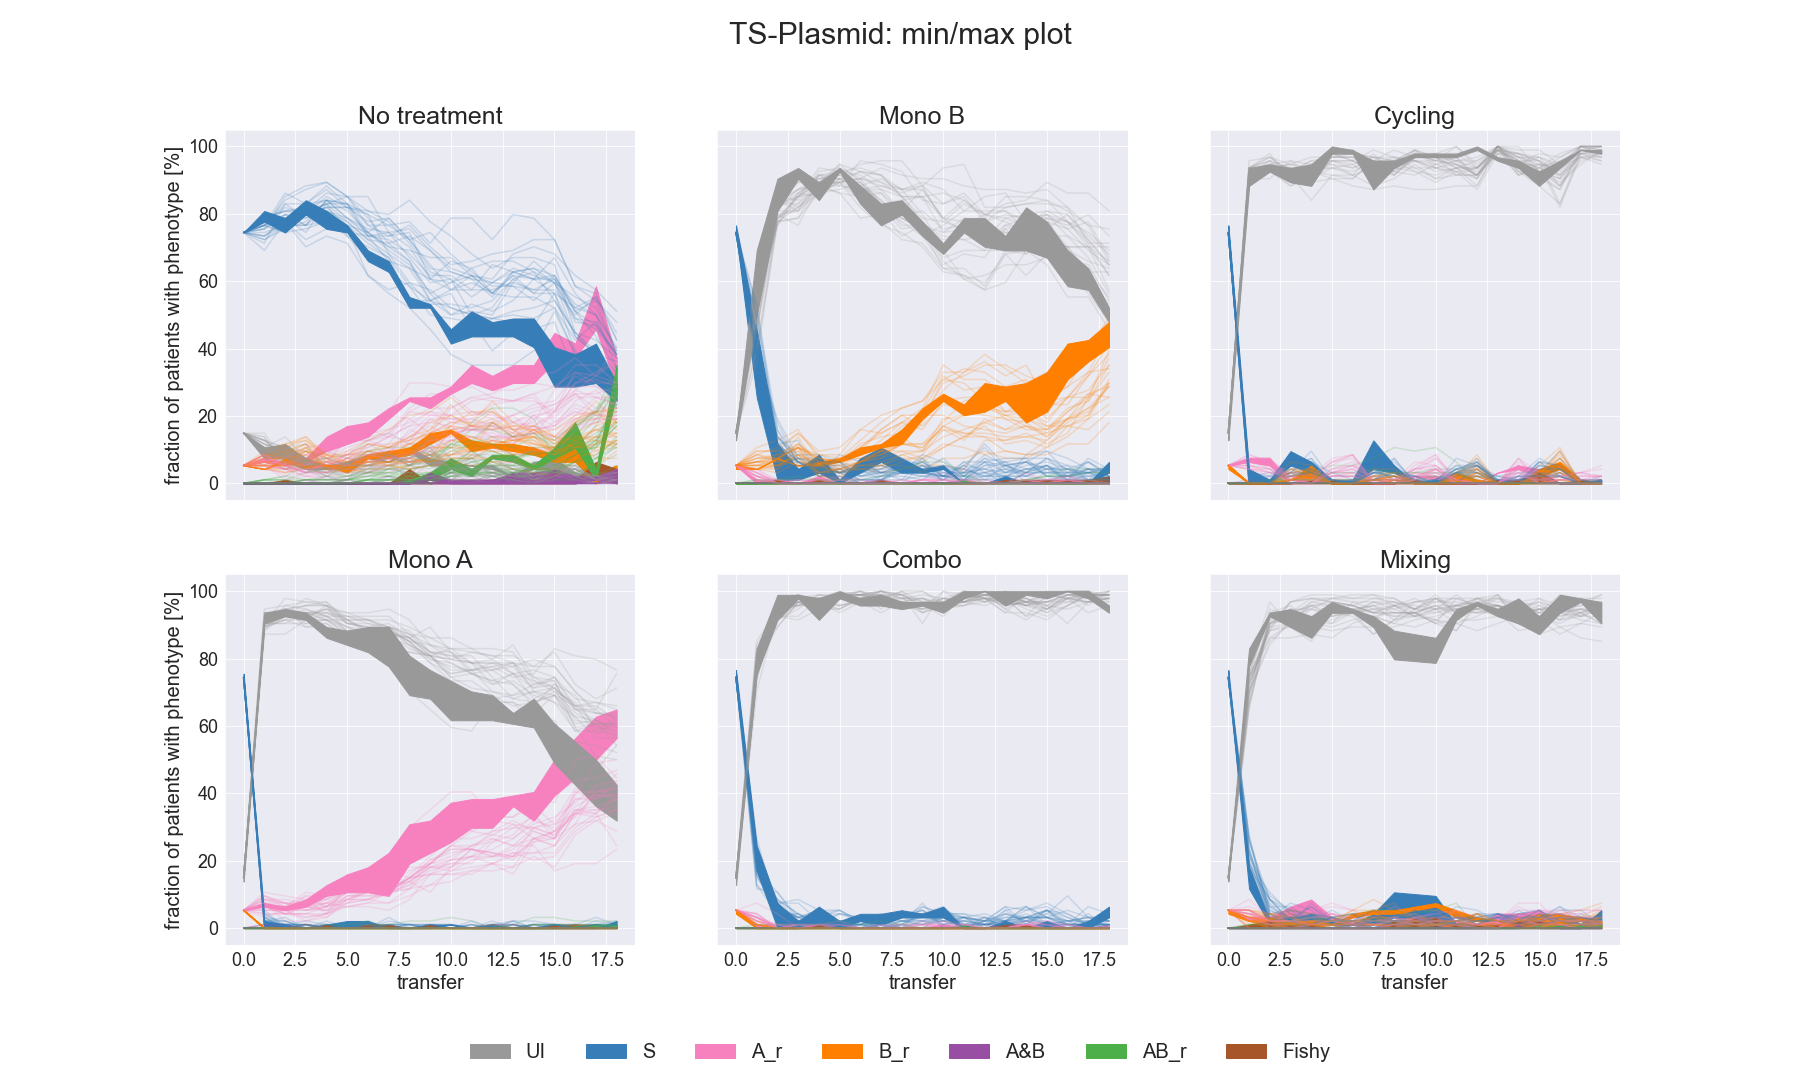 TS-Plasmid: min/max plot
No treatment
Mono B
Cycling
fraction of patients with phenotype [%]
100
80
60
40
20
0
Mono A
Combo
Mixing
fraction of patients with phenotype [%]
100
80
60
40
20
0
0.0 2.5 5.0 7.5 10.0 12.5 15.0 17.5
0.0 2.5 5.0 7.5 10.0 12.5 15.0 17.5
0.0 2.5 5.0 7.5 10.0 12.5 15.0 17.5
transfer
transfer
transfer
UI S A_r B_r A&B AB_r Fishy